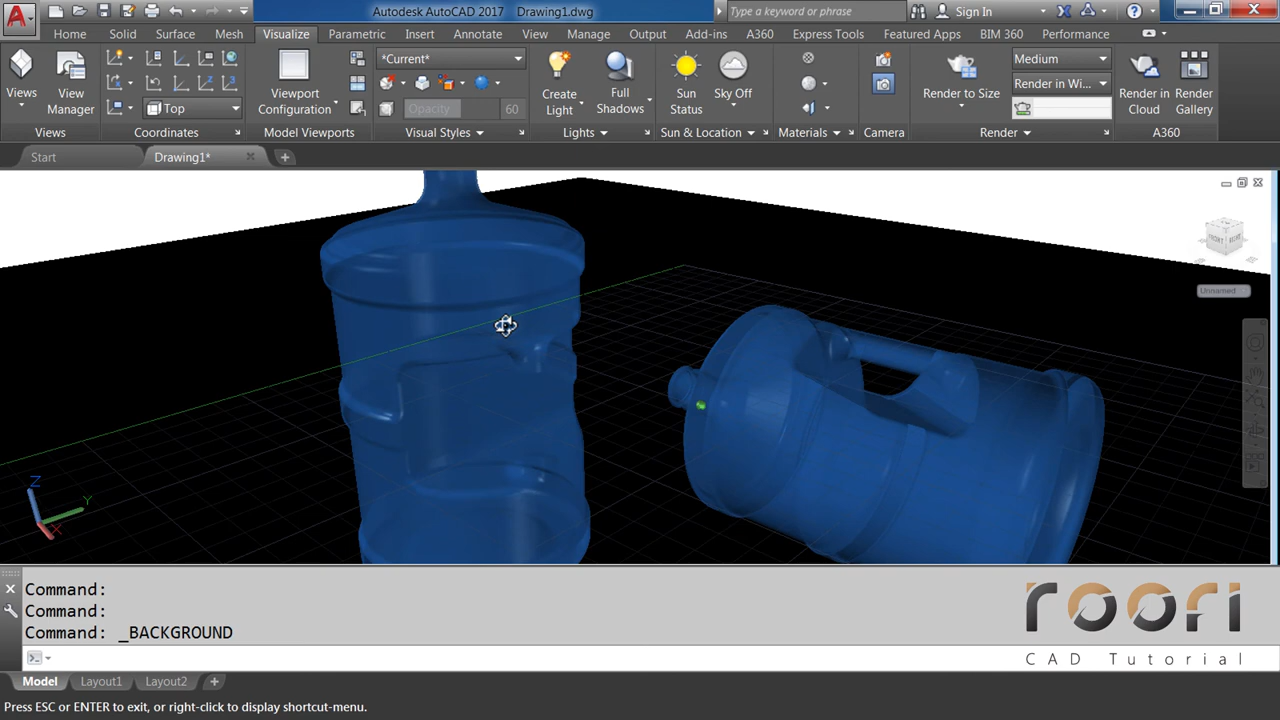 Autodesk AutoCAD 2017 Drawing1.dwg
Type a keyword or phrase
Sign In
Home Solid Surface Mesh Visualize Parametric Insert Annotate View Manage Output Add-ins A360 Express Tools Featured Apps BIM 360 Performance
Views
View Manager
Top
Viewport Configuration
*Current*
Opacity 60
Create Light
Full Shadows
Sun Status
Sky Off
Render to Size
Medium
Render in Wi...
Render in Cloud
Render Gallery
Views Coordinates Model Viewports Visual Styles Lights Sun & Location Materials Camera Render A360
Start Drawing1*
FRONT
Unnamed
Z
Y
X
Command:
Command:
Command: _BACKGROUND
roori
CAD Tutorial
Model Layout1 Layout2
Press ESC or ENTER to exit, or right-click to display shortcut-menu.